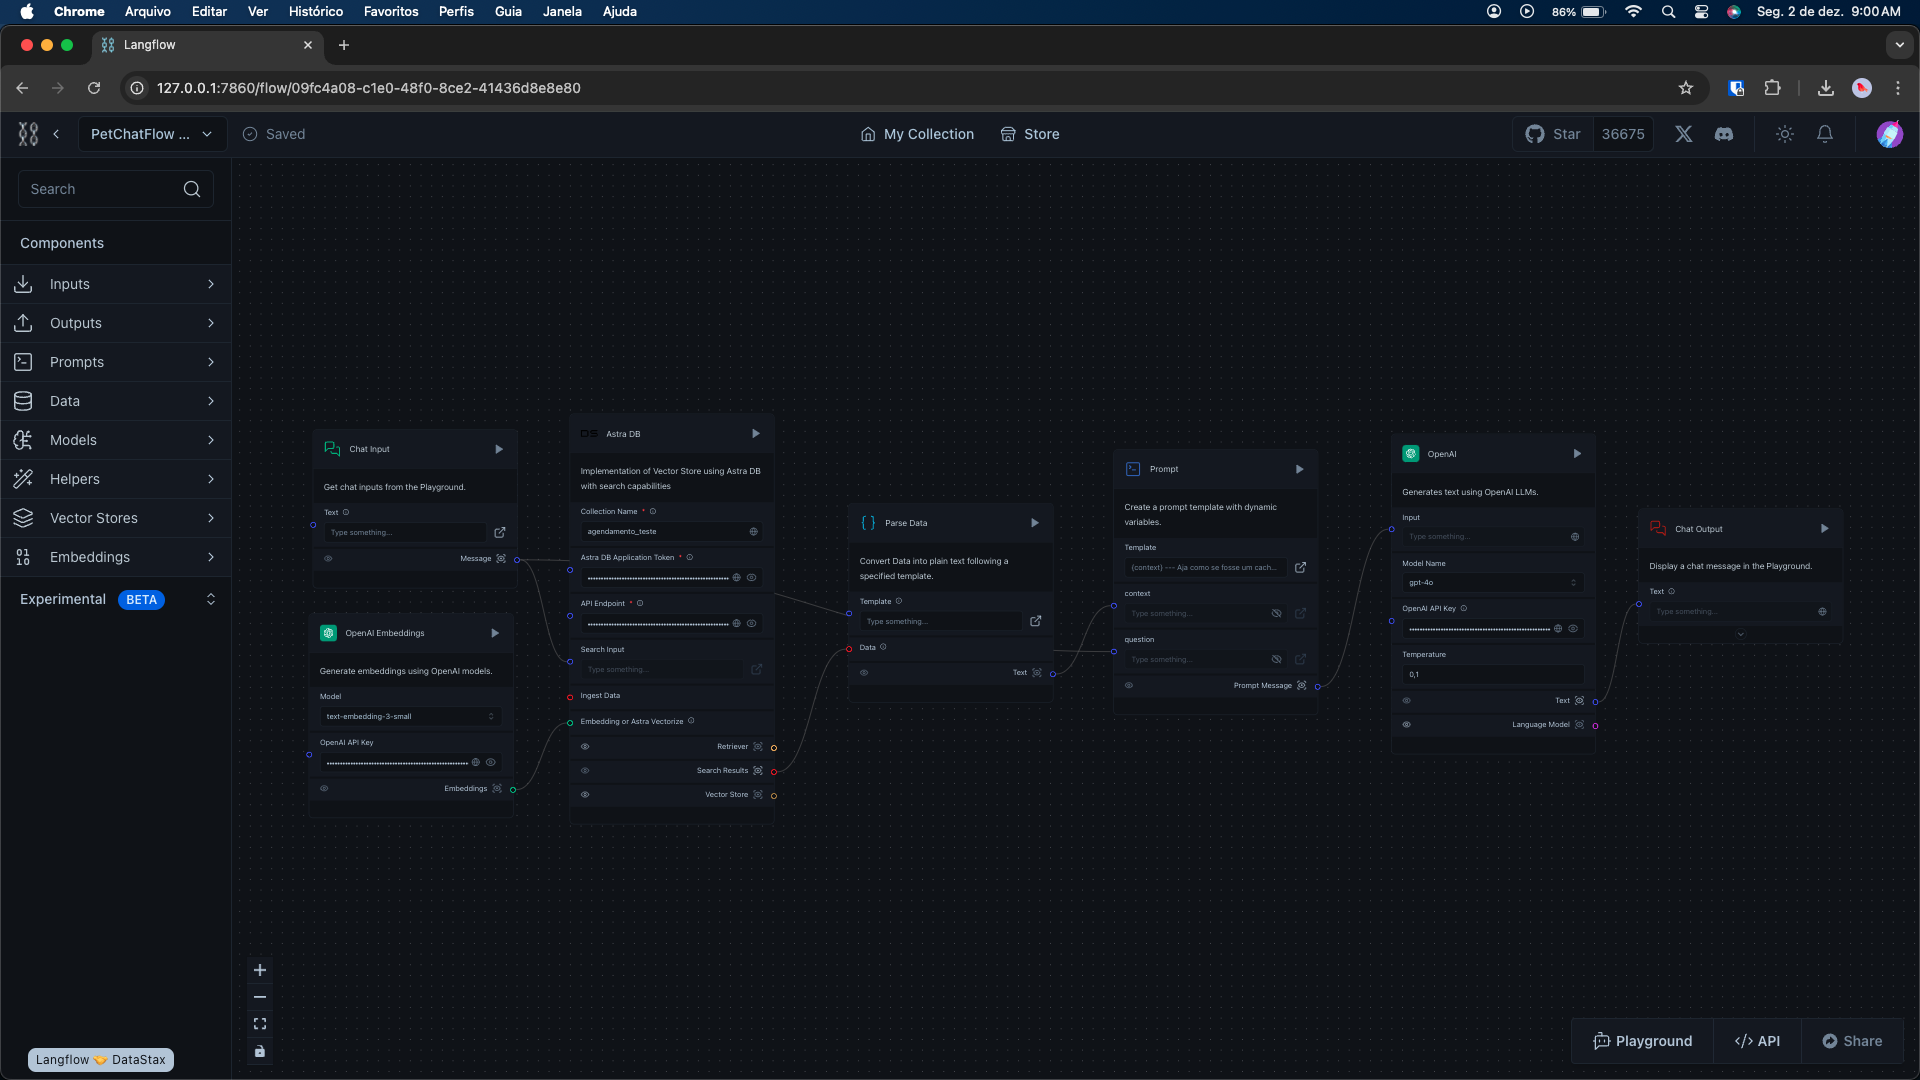 Chrome Arquivo Editar Ver Histórico Favoritos Perfis Guia Janela Ajuda 86% Seg. 2 de dez. 9:00 AM
Langflow
127.0.0.1:7860/flow/09fc4a08-c1e0-48f0-8ce2-41436d8e8e80
PetChatFlow ... Saved My Collection Store Star 36675
Search
Components
Inputs
Outputs
Prompts
Data
Models
Helpers
Vector Stores
Embeddings
Experimental BETA
Chat Input
Get chat inputs from the Playground.
Text
Type something...
Message
OpenAI Embeddings
Generate embeddings using OpenAI models.
Model
text-embedding-3-small
OpenAI API Key
••••••••••••••••••••••••••••••••••••••••••••••••
Embeddings
DS Astra DB
Implementation of Vector Store using Astra DB
with search capabilities
Collection Name *
agendamento_teste
Astra DB Application Token *
••••••••••••••••••••••••••••••••••••••••••••••••
API Endpoint *
••••••••••••••••••••••••••••••••••••••••••••••••
Search Input
Type something...
Ingest Data
Embedding or Astra Vectorize
Retriever
Search Results
Vector Store
Parse Data
Convert Data into plain text following a
specified template.
Template
Type something...
Data
Text
Prompt
Create a prompt template with dynamic
variables.
Template
{context} --- Aja como se fosse um cach...
context
Type something...
question
Type something...
Prompt Message
OpenAI
Generates text using OpenAI LLMs.
Input
Type something...
Model Name
gpt-4o
OpenAI API Key
••••••••••••••••••••••••••••••••••••••••••••••••
Temperature
0,1
Text
Language Model
Chat Output
Display a chat message in the Playground.
Text
Type something...
Langflow 🤝 DataStax
Playground </> API Share